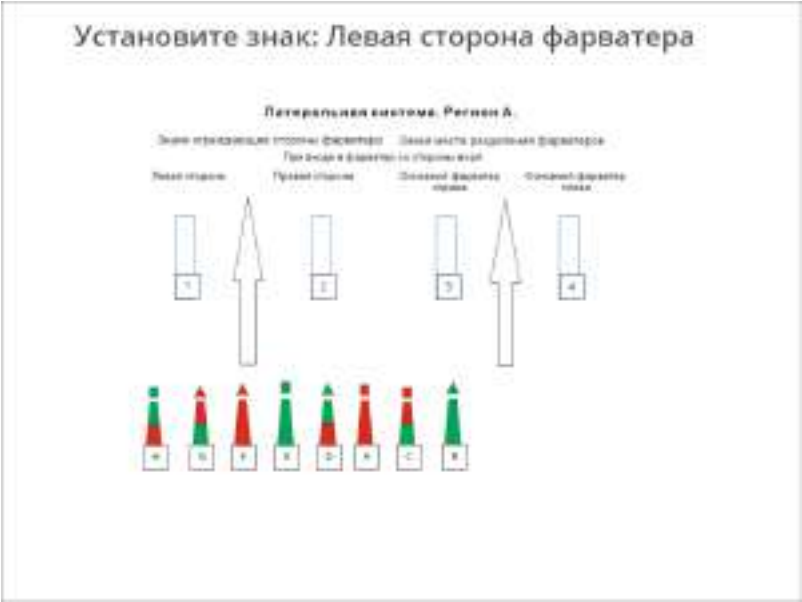 Установите знак: Левая сторона фарватера
Латеральная система. Регион А.
Знаки ограждающие стороны фарватера Знаки места разделения фарватеров
При входе в фарватер со стороны моря
Левая сторона Правая сторона Основной фарватер справа Основной фарватер слева
1 2 3 4
G F E D C B